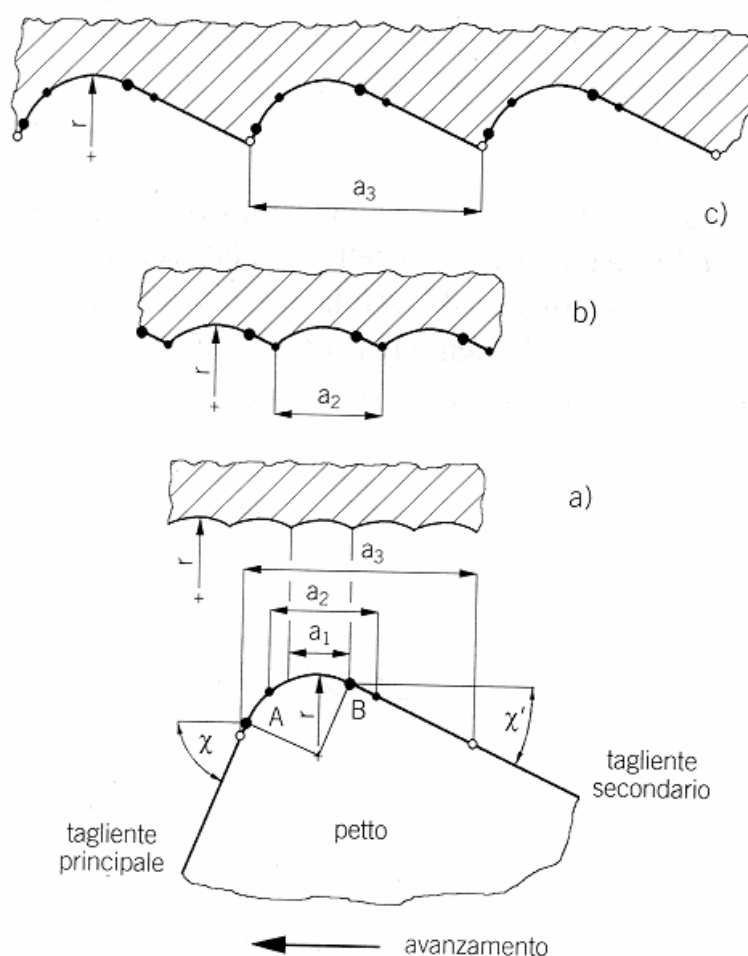 r
a₃
c)
b)
r
a₂
a)
r
a₃
a₂
a₁
A
r
B
χ
χ'
tagliente
secondario
tagliente
principale
petto
avanzamento